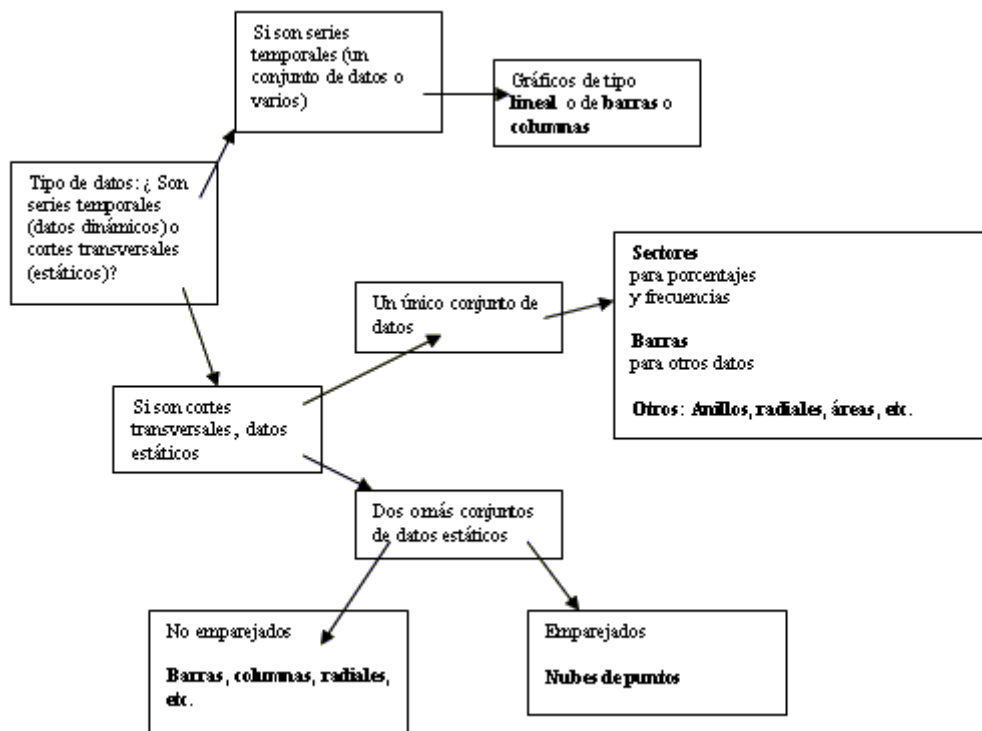 Si son series
temporales (un
conjunto de datos o
varios)
Gráficos de tipo
lineal o de barras o
columnas
Tipo de datos: ¿ Son
series temporales
(datos dinámicos) o
cortes transversales
(estáticos)?
Sectores
para porcentajes
y frecuencias
Barras
para otros datos
Otros: Anillos, radiales, áreas, etc.
Un único conjunto de
datos
Si son cortes
transversales, datos
estáticos
Dos o más conjuntos
de datos estáticos
No emparejados
Barras, columnas, radiales,
etc.
Emparejados
Nubes de puntos